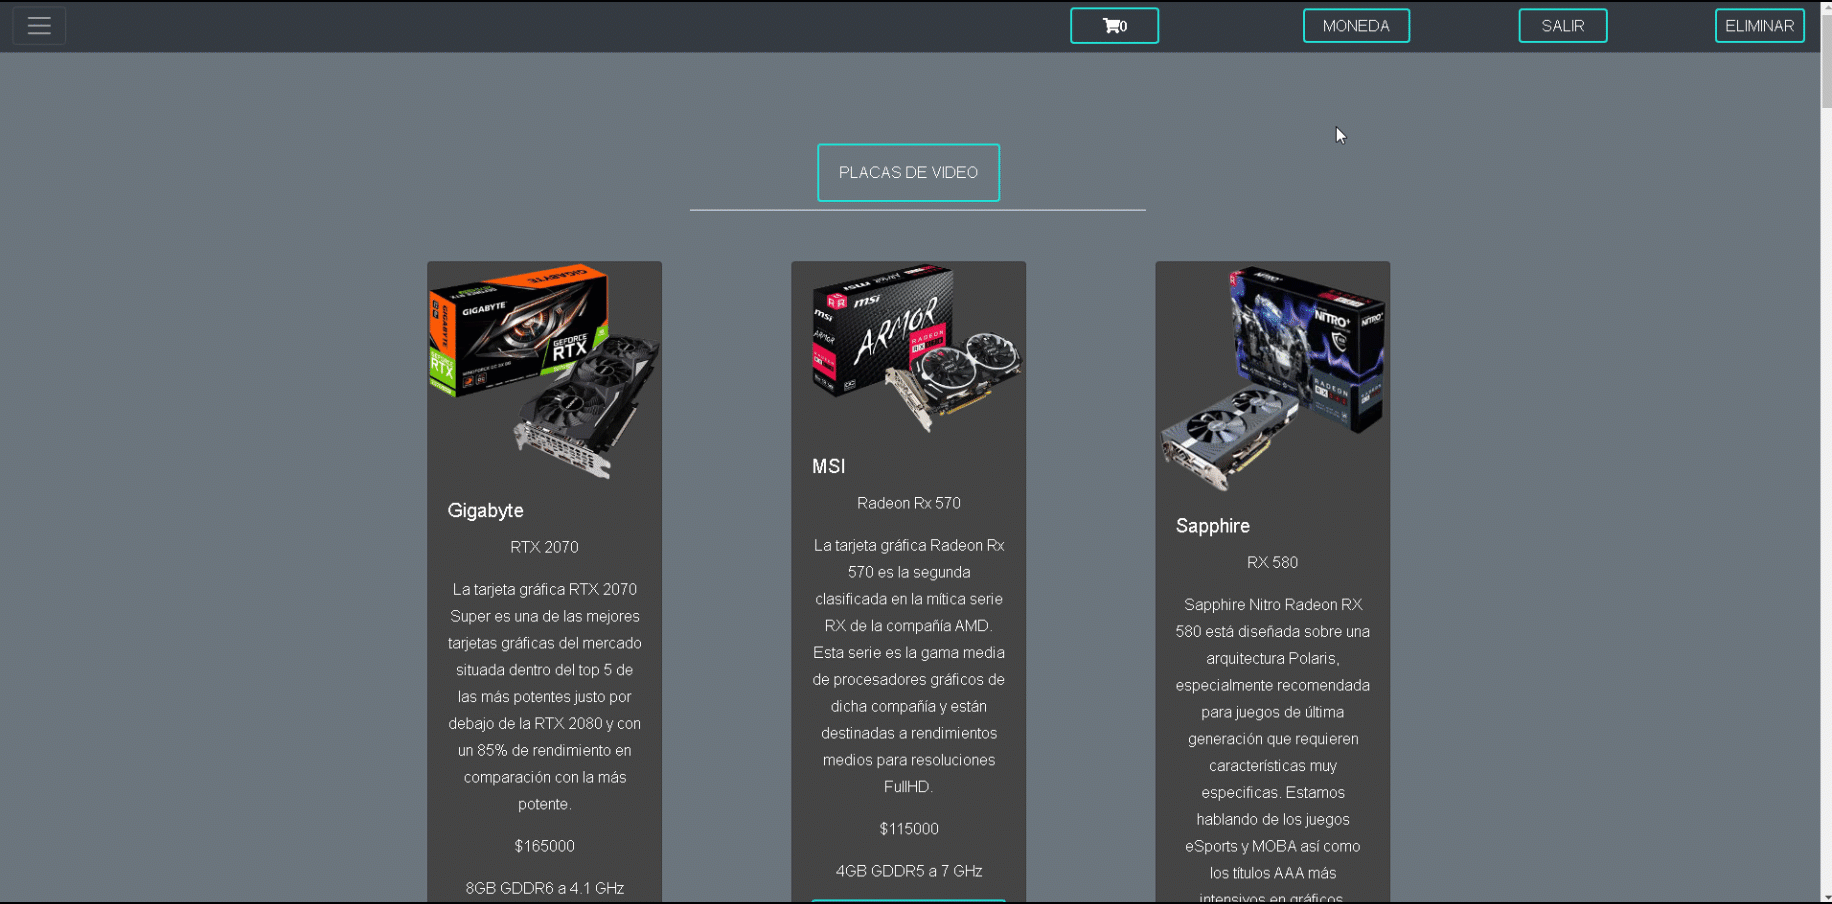 0
MONEDA
SALIR
ELIMINAR
PLACAS DE VIDEO
GIGABYTE
GIGABYTE
GEFORCE
RTX
RTX
Gigabyte
RTX 2070
La tarjeta gráfica RTX 2070
Super es una de las mejores
tarjetas gráficas del mercado
situada dentro del top 5 de
las más potentes justo por
debajo de la RTX 2080 y con
un 85% de rendimiento en
comparación con la más
potente.
$165000
8GB GDDR6 a 4.1 GHz
msi
msi
ARMOR
RADEON
MSI
Radeon Rx 570
La tarjeta gráfica Radeon Rx
570 es la segunda
clasificada en la mítica serie
RX de la compañía AMD.
Esta serie es la gama media
de procesadores gráficos de
dicha compañía y están
destinadas a rendimientos
medios para resoluciones
FullHD.
$115000
4GB GDDR5 a 7 GHz
NITRO+
NITRO+
RADEON
Sapphire
RX 580
Sapphire Nitro Radeon RX
580 está diseñada sobre una
arquitectura Polaris,
especialmente recomendada
para juegos de última
generación que requieren
características muy
especificas. Estamos
hablando de los juegos
eSports y MOBA así como
los títulos AAA más
intensivos en gráficos